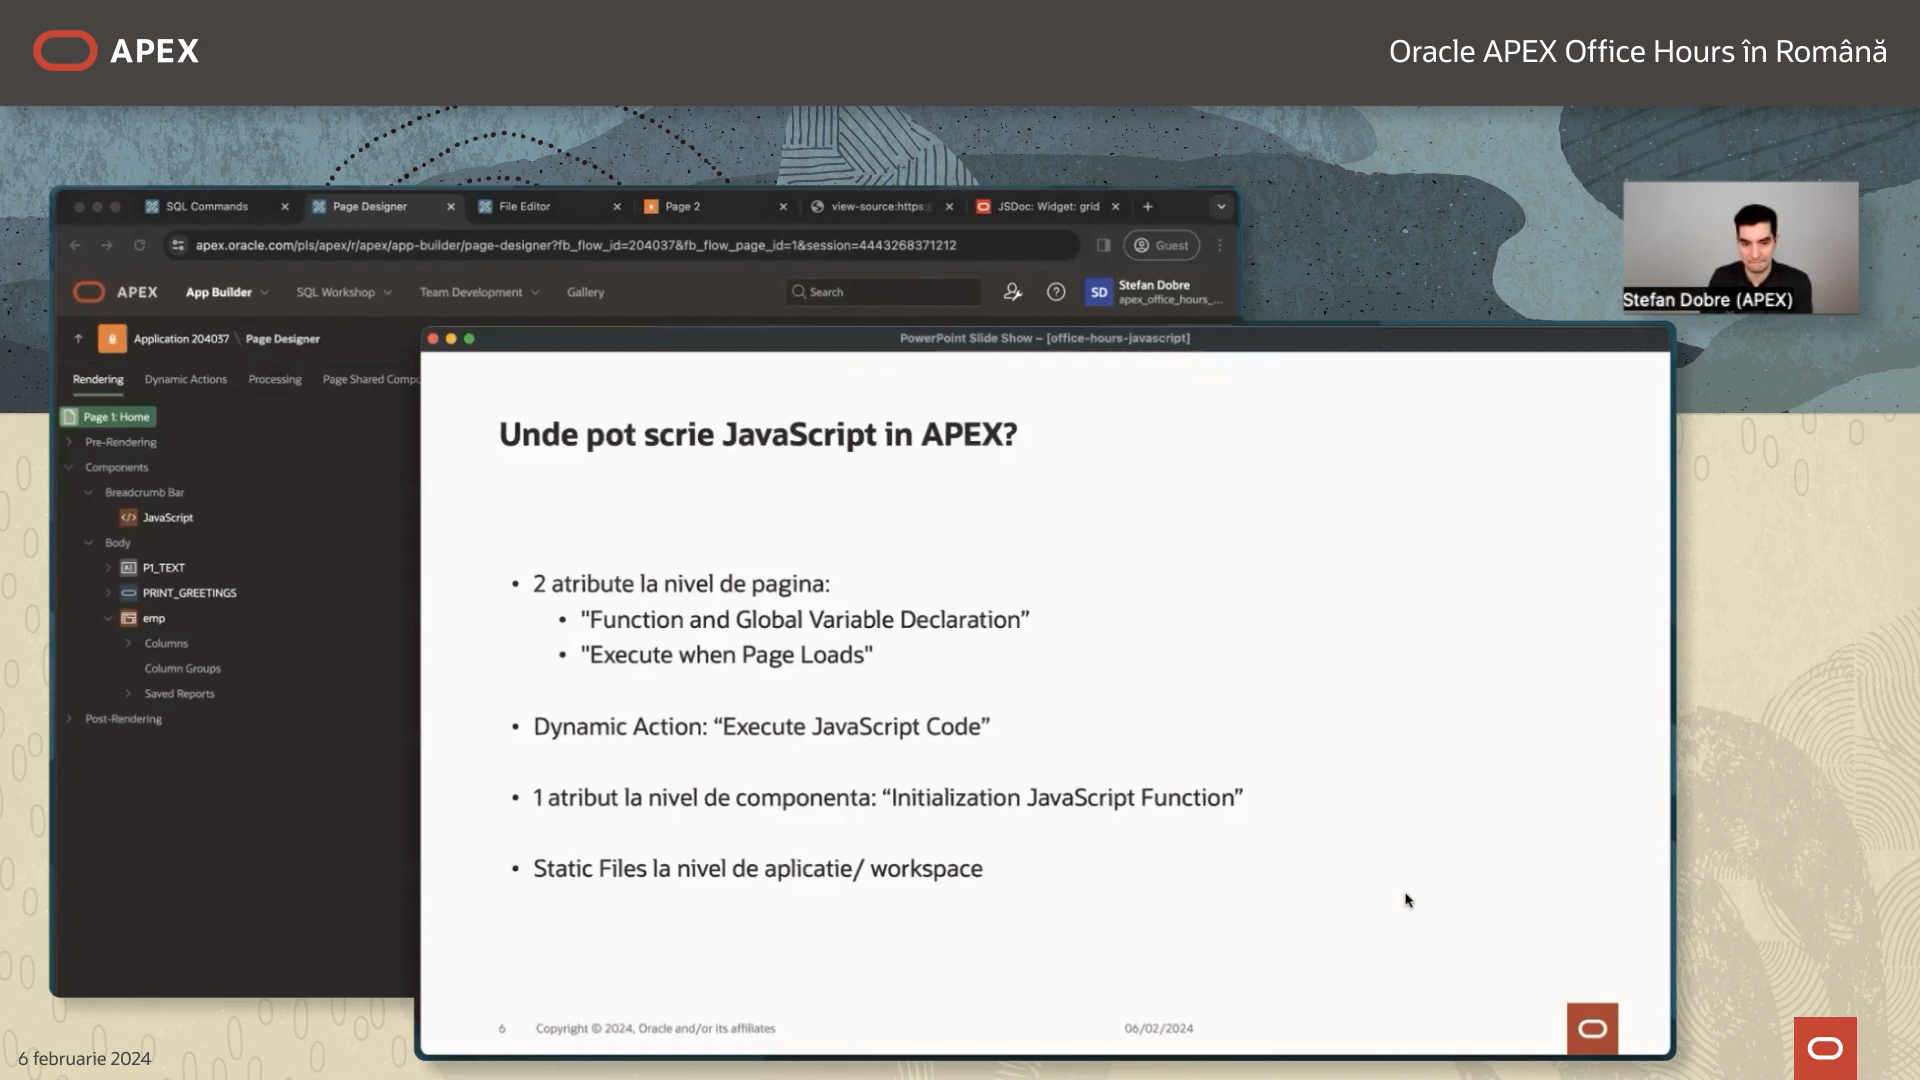 APEX
Oracle APEX Office Hours în Română
SQL Commands
Page Designer
File Editor
Page 2
view-source:https:
JSDoc: Widget: grid
apex.oracle.com/pls/apex/r/apex/app-builder/page-designer?fb_flow_id=204037&fb_flow_page_id=1&session=4443268371212
Guest
APEX
App Builder
SQL Workshop
Team Development
Gallery
Search
SD
Stefan Dobre
apex_office_hours_...
Stefan Dobre (APEX)
Application 204037 \ Page Designer
PowerPoint Slide Show – [office-hours-javascript]
Rendering
Dynamic Actions
Processing
Page Shared Compo
Page 1: Home
Pre-Rendering
Components
Breadcrumb Bar
JavaScript
Body
P1_TEXT
PRINT_GREETINGS
emp
Columns
Column Groups
Saved Reports
Post-Rendering
Unde pot scrie JavaScript in APEX?
• 2 atribute la nivel de pagina:
• "Function and Global Variable Declaration”
• "Execute when Page Loads"
• Dynamic Action: “Execute JavaScript Code”
• 1 atribut la nivel de componenta: “Initialization JavaScript Function”
• Static Files la nivel de aplicatie/ workspace
6
Copyright © 2024, Oracle and/or its affiliates
06/02/2024
6 februarie 2024